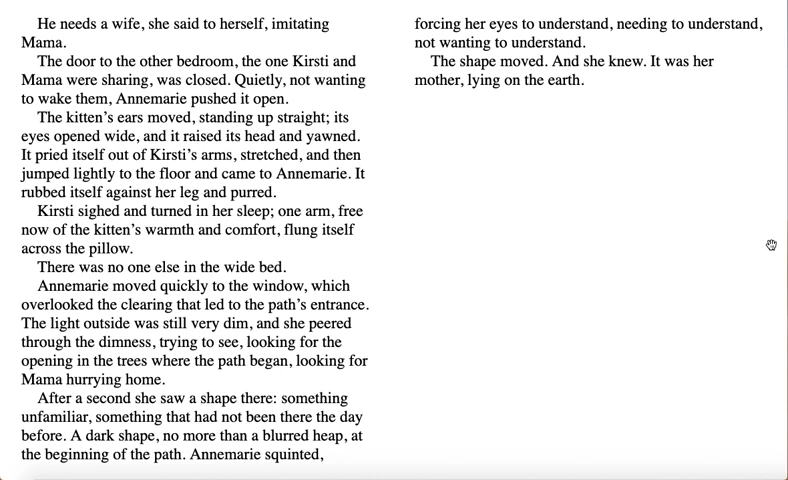 He needs a wife, she said to herself, imitating
Mama.
The door to the other bedroom, the one Kirsti and
Mama were sharing, was closed. Quietly, not wanting
to wake them, Annemarie pushed it open.
The kitten’s ears moved, standing up straight; its
eyes opened wide, and it raised its head and yawned.
It pried itself out of Kirsti’s arms, stretched, and then
jumped lightly to the floor and came to Annemarie. It
rubbed itself against her leg and purred.
Kirsti sighed and turned in her sleep; one arm, free
now of the kitten’s warmth and comfort, flung itself
across the pillow.
There was no one else in the wide bed.
Annemarie moved quickly to the window, which
overlooked the clearing that led to the path’s entrance.
The light outside was still very dim, and she peered
through the dimness, trying to see, looking for the
opening in the trees where the path began, looking for
Mama hurrying home.
After a second she saw a shape there: something
unfamiliar, something that had not been there the day
before. A dark shape, no more than a blurred heap, at
the beginning of the path. Annemarie squinted,
forcing her eyes to understand, needing to understand,
not wanting to understand.
The shape moved. And she knew. It was her
mother, lying on the earth.